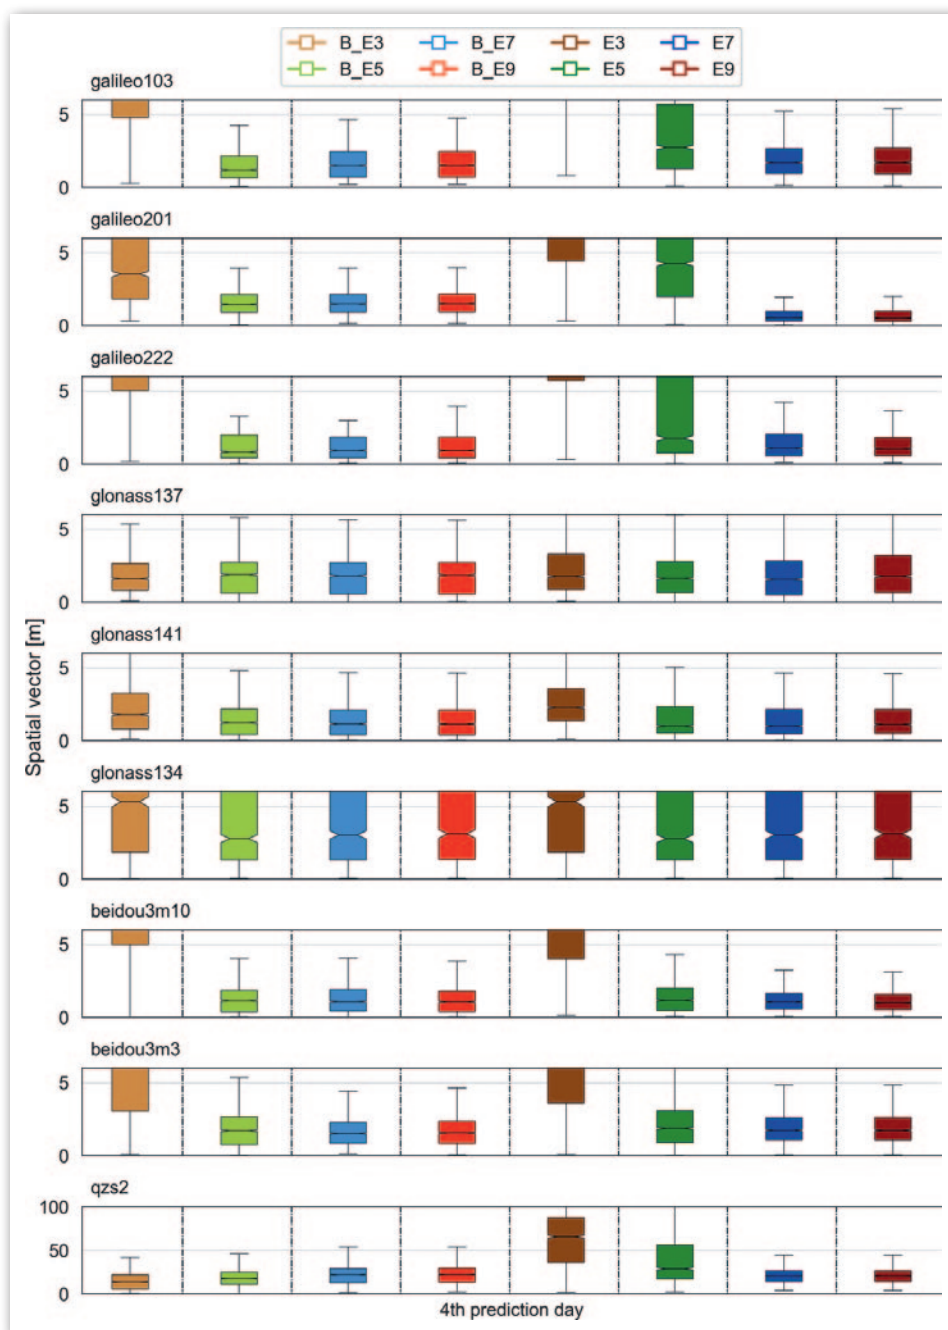 B_E3 B_E7 E3 E7
B_E5 B_E9 E5 E9
galileo103
5
0
galileo201
5
0
galileo222
5
0
glonass137
5
0
Spatial vector [m]
glonass141
5
0
glonass134
5
0
beidou3m10
5
0
beidou3m3
5
0
qzs2
100
50
0
4th prediction day